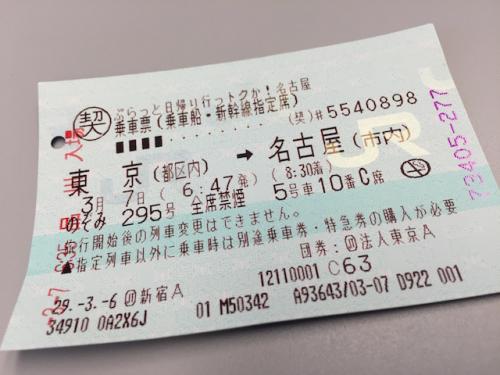 ぷらっと日帰り行っトクか!名古屋
契 乗車票(乗車船・新幹線指定席) (契)#5540898
東 京(都区内) → 名古屋(市内)
3月 7日 (6:47発) (8:30着)
のぞみ 295号 全席禁煙 5号車10番C席
旅行開始後の列車変更はできません。
▲指定列車以外に乗車時は別途乗車券・特急券の購入が必要
団券:Ⓡ法人東京A
12110001 C63
29.-3.-6 新宿A 01 M50342 A93643/03-07 D922 001
34910 0A2X6J
JR
73405-277
入場